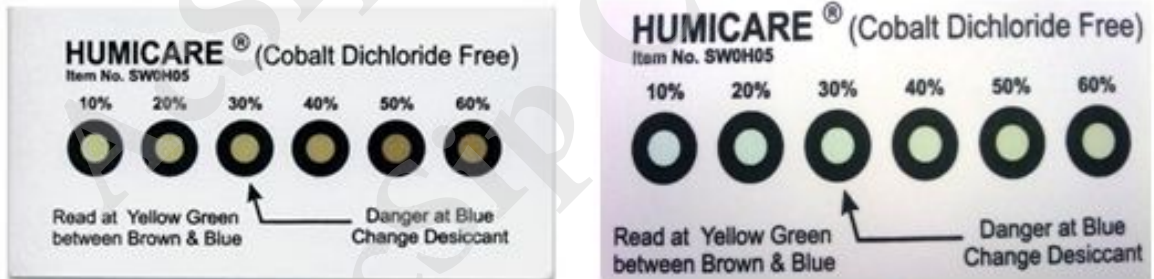 HUMICARE ® (Cobalt Dichloride Free)
Item No. SW0H05
10% 20% 30% 40% 50% 60%
Read at Yellow Green
between Brown & Blue
Danger at Blue
Change Desiccant
HUMICARE ® (Cobalt Dichloride Free)
Item No. SW0H05
10% 20% 30% 40% 50% 60%
Read at Yellow Green
between Brown & Blue
Danger at Blue
Change Desiccant